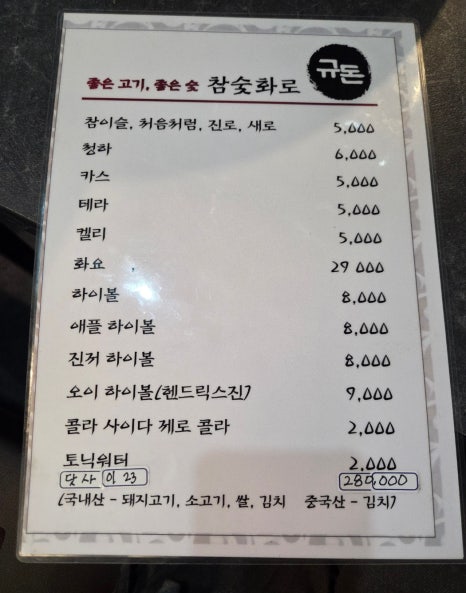 규돈
좋은 고기, 좋은 숯 참숯화로
참이슬, 처음처럼, 진로, 새로 5,000
청하 6,000
카스 5,000
테라 5,000
켈리 5,000
화요 29 000
하이볼 8,000
애플 하이볼 8,000
진저 하이볼 8,000
오이 하이볼(헨드릭스진) 9,000
콜라 사이다 제로 콜라 2,000
토닉워터 2,000
(국내산 - 돼지고기, 소고기, 쌀, 김치 중국산 - 김치)